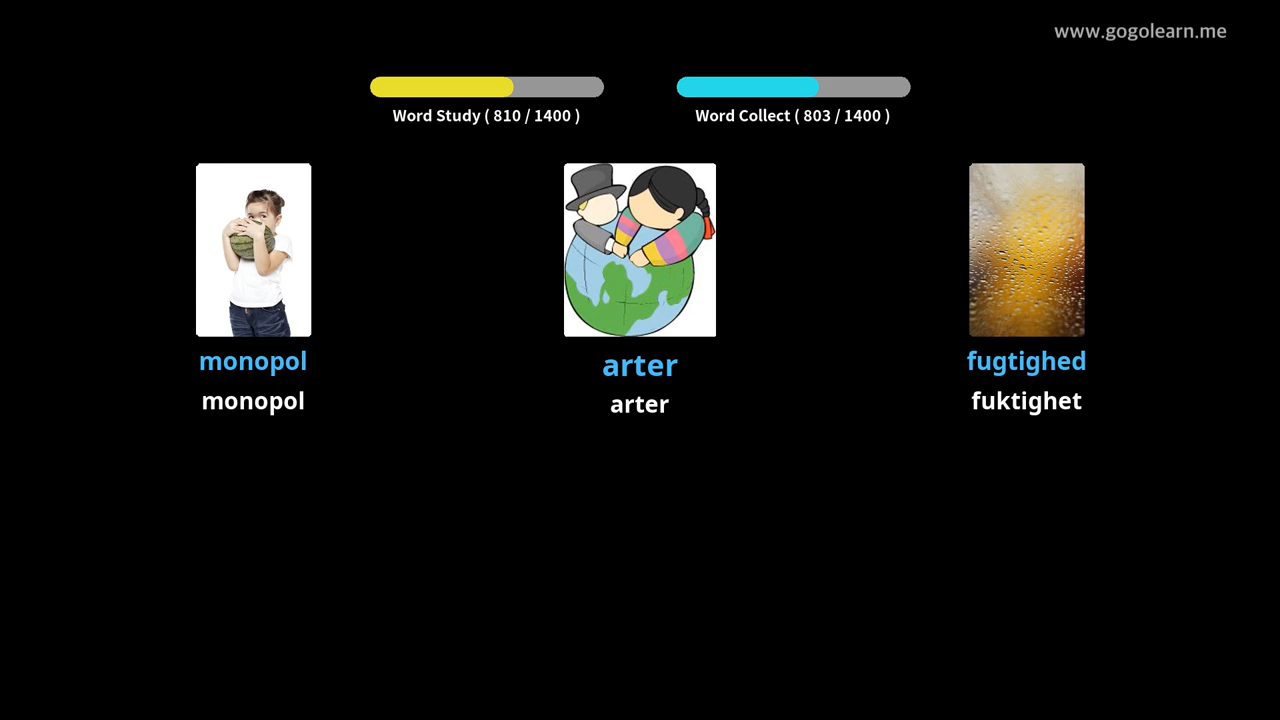 www.gogolearn.me
Word Study ( 810 / 1400 )
Word Collect ( 803 / 1400 )
monopol
monopol
arter
arter
fugtighed
fuktighet